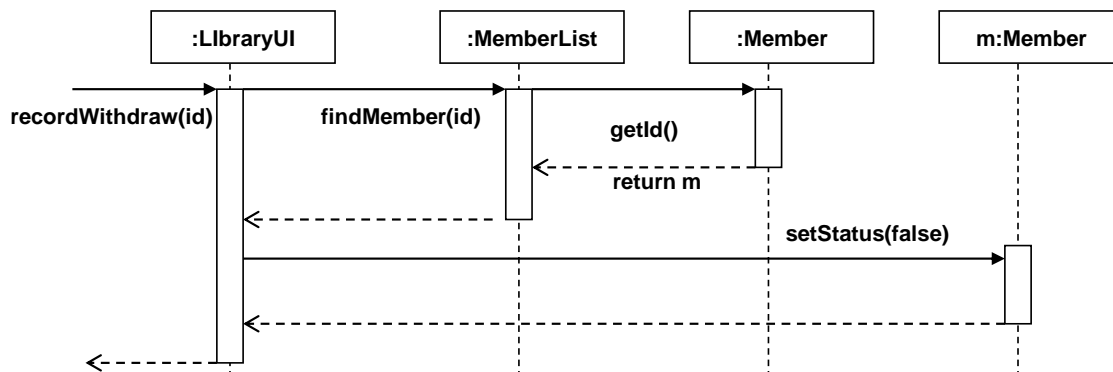 :LIbraryUI
:MemberList
:Member
m:Member
recordWithdraw(id)
findMember(id)
getId()
return m
setStatus(false)